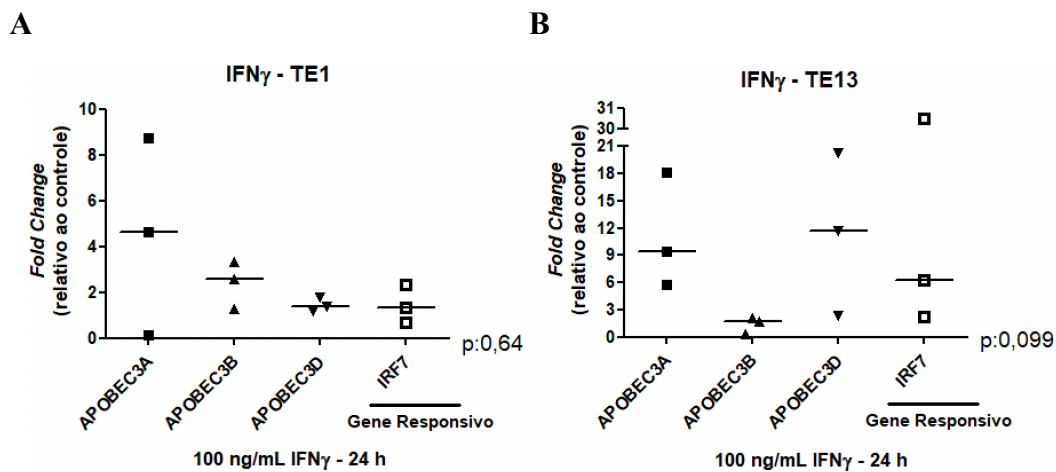 A
IFNγ - TE1
Fold Change
(relativo ao controle)
10
8
6
4
2
0
APOBEC3A
APOBEC3B
APOBEC3D
IRF7
p:0,64
Gene Responsivo
100 ng/mL IFNγ - 24 h
B
IFNγ - TE13
Fold Change
(relativo ao controle)
31
30
21
18
15
12
9
6
3
0
APOBEC3A
APOBEC3B
APOBEC3D
IRF7
p:0,099
Gene Responsivo
100 ng/mL IFNγ - 24 h